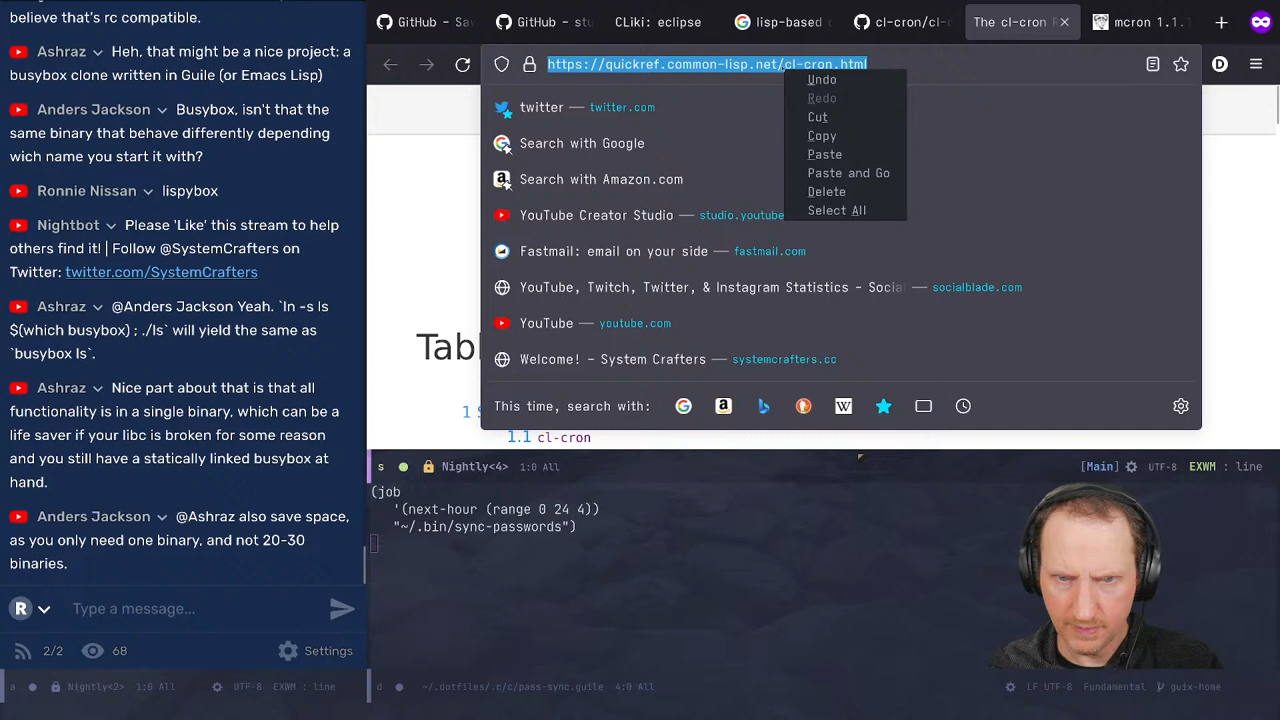 believe that's rc compatible.
Ashraz Heh, that might be a nice project: a
busybox clone written in Guile (or Emacs Lisp)
Anders Jackson Busybox, isn't that the
same binary that behave differently depending
wich name you start it with?
Ronnie Nissan lispybox
Nightbot Please 'Like' this stream to help
others find it! | Follow @SystemCrafters on
Twitter: twitter.com/SystemCrafters
Ashraz @Anders Jackson Yeah. `ln -s ls
$(which busybox) ; ./ls` will yield the same as
`busybox ls`.
Ashraz Nice part about that is that all
functionality is in a single binary, which can be a
life saver if your libc is broken for some reason
and you still have a statically linked busybox at
hand.
Anders Jackson @Ashraz also save space,
as you only need one binary, and not 20-30
binaries.
R Type a message...
2/2 68 Settings
a Nightly<2> 1:0 All UTF-8 EXWM : line
GitHub - Sav
GitHub - stu
CLiki: eclipse
lisp-based c
cl-cron/cl-c
The cl-cron R
mcron 1.1.1
https://quickref.common-lisp.net/cl-cron.html
D
Undo
Redo
Cut
Copy
Paste
Paste and Go
Delete
Select All
twitter — twitter.com
Search with Google
Search with Amazon.com
YouTube Creator Studio — studio.youtube
Fastmail: email on your side — fastmail.com
YouTube, Twitch, Twitter, & Instagram Statistics - Socia — socialblade.com
YouTube — youtube.com
Welcome! – System Crafters — systemcrafters.cc
This time, search with:
Tabl
1 S
1.1 cl-cron
s Nightly<4> 1:0 All [Main] UTF-8 EXWM : line
(job
'(next-hour (range 0 24 4))
"~/.bin/sync-passwords")
d ~/.dotfiles/.c/c/pass-sync.guile 4:0 All LF UTF-8 Fundamental guix-home